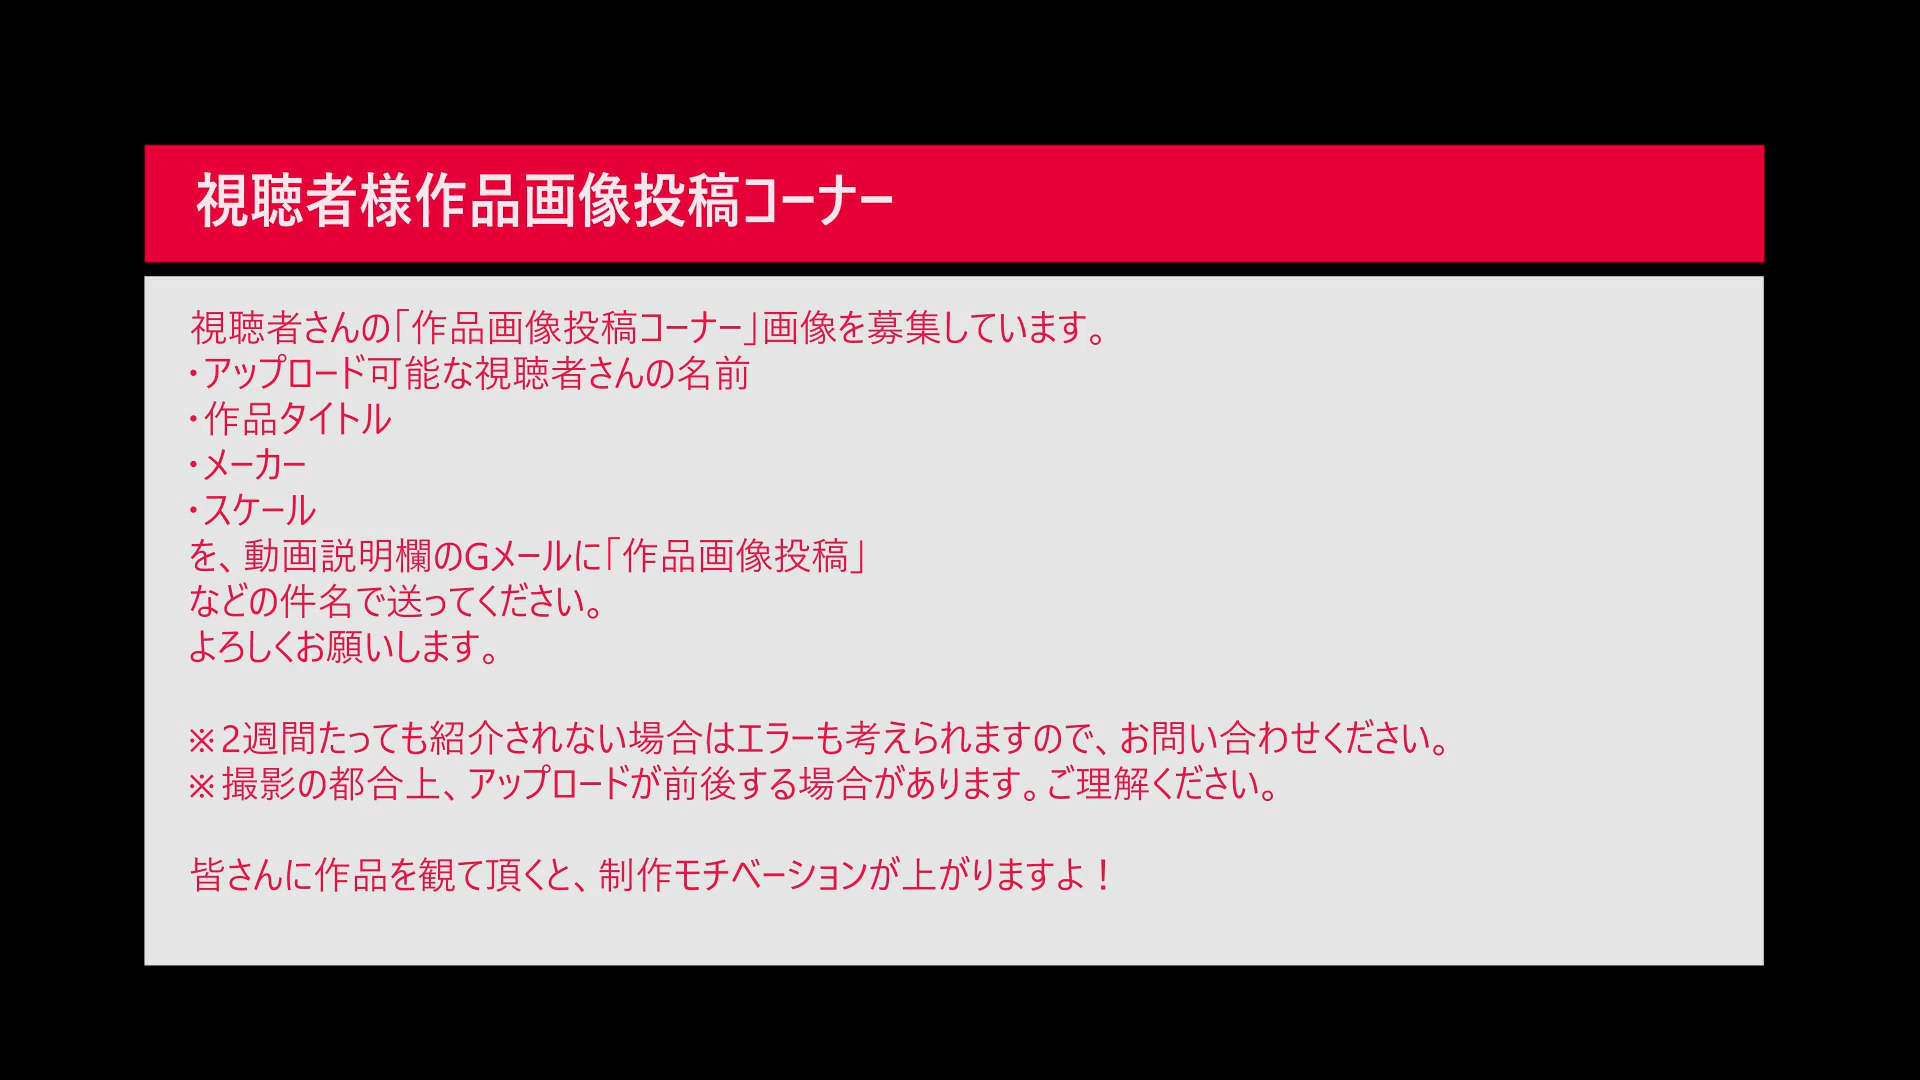 視聴者様作品画像投稿コーナー
視聴者さんの「作品画像投稿コーナー」画像を募集しています。
・アップロード可能な視聴者さんの名前
・作品タイトル
・メーカー
・スケール
を、動画説明欄のGメールに「作品画像投稿」
などの件名で送ってください。
よろしくお願いします。
※2週間たっても紹介されない場合はエラーも考えられますので、お問い合わせください。
※撮影の都合上、アップロードが前後する場合があります。ご理解ください。
皆さんに作品を観て頂くと、制作モチベーションが上がりますよ！